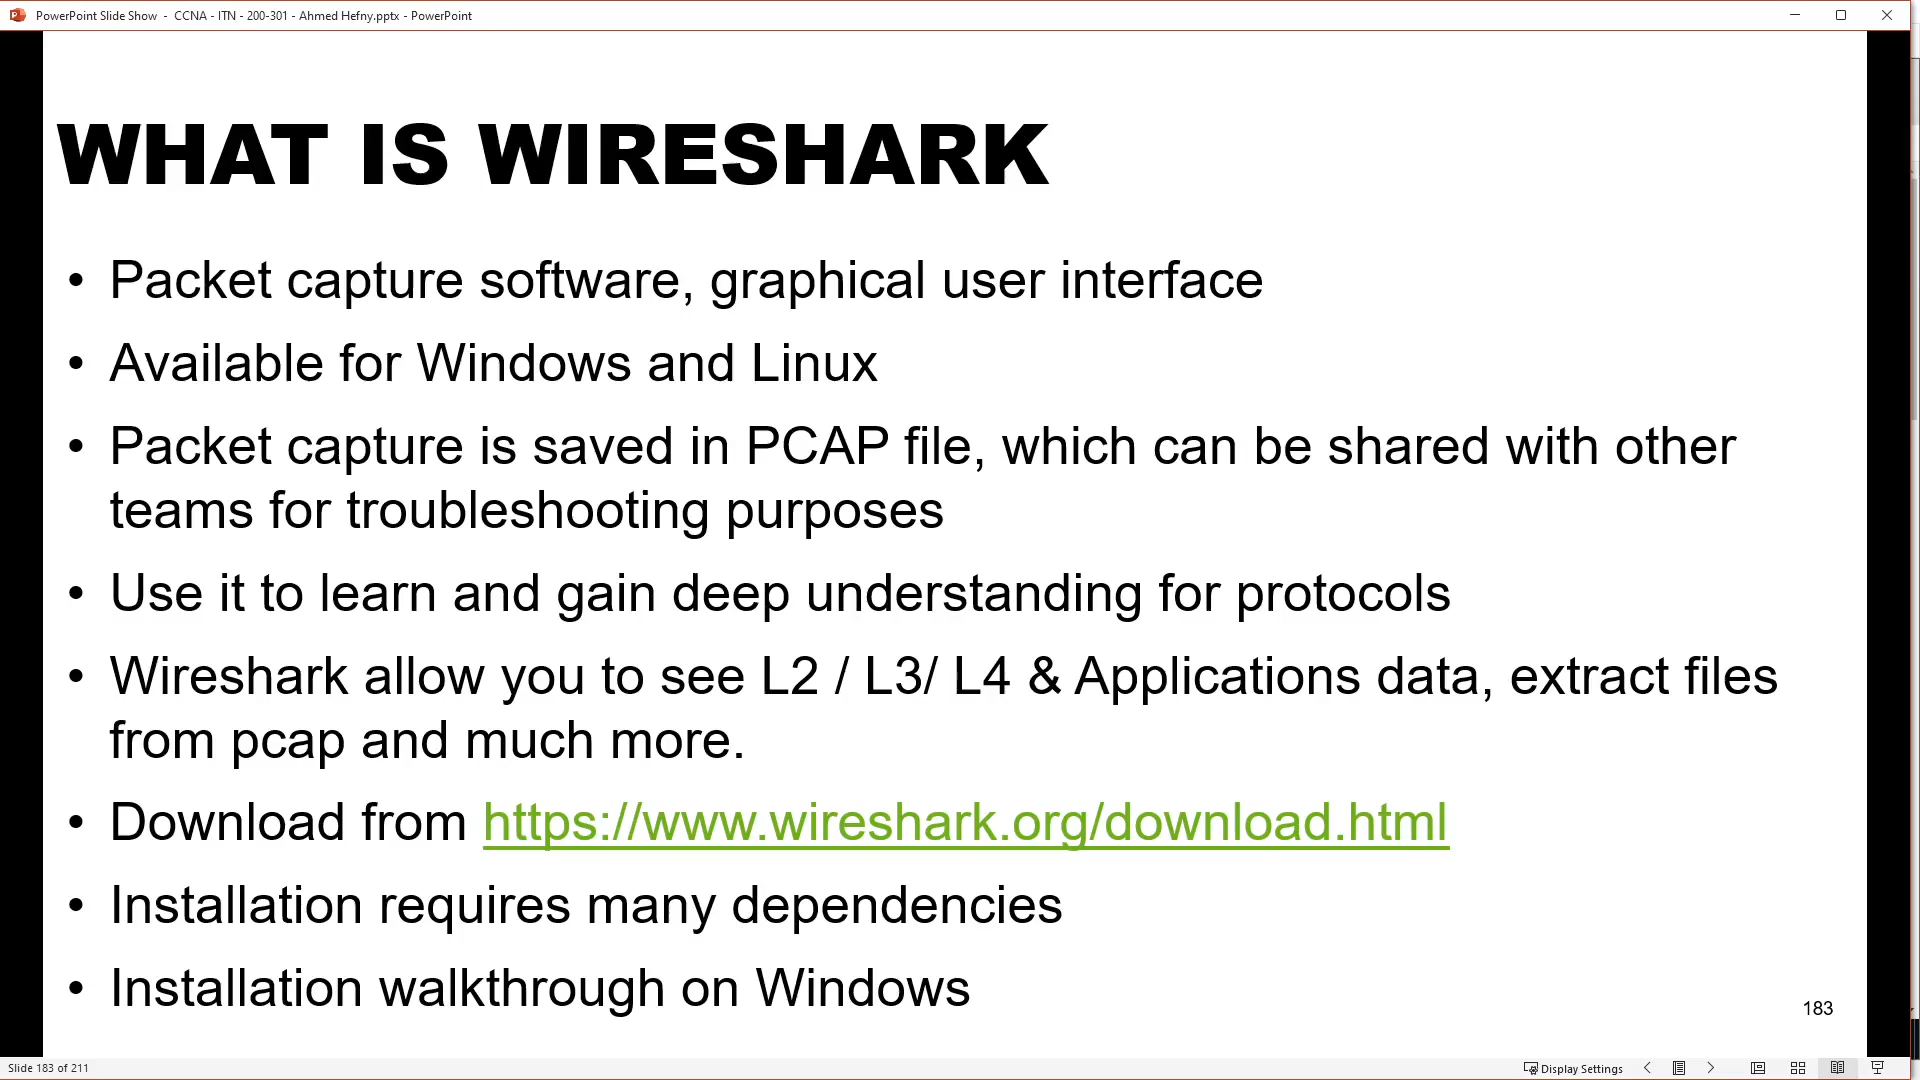 PowerPoint Slide Show - CCNA - ITN - 200-301 - Ahmed Hefny.pptx - PowerPoint
WHAT IS WIRESHARK
• Packet capture software, graphical user interface
• Available for Windows and Linux
• Packet capture is saved in PCAP file, which can be shared with other
teams for troubleshooting purposes
• Use it to learn and gain deep understanding for protocols
• Wireshark allow you to see L2 / L3/ L4 & Applications data, extract files
from pcap and much more.
• Download from https://www.wireshark.org/download.html
• Installation requires many dependencies
• Installation walkthrough on Windows
183
Slide 183 of 211
Display Settings